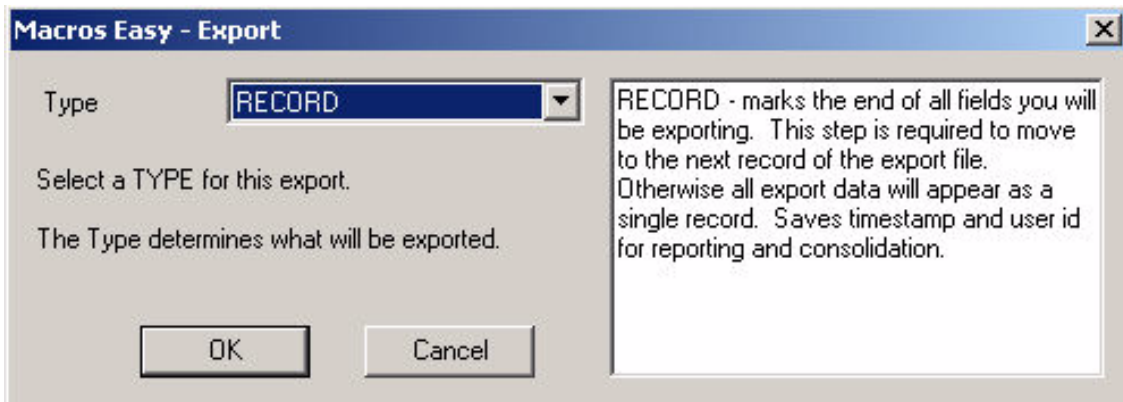 Macros Easy - Export
Type
RECORD
Select a TYPE for this export.
The Type determines what will be exported.
OK
Cancel
RECORD - marks the end of all fields you will
be exporting.  This step is required to move
to the next record of the export file.
Otherwise all export data will appear as a
single record.  Saves timestamp and user id
for reporting and consolidation.